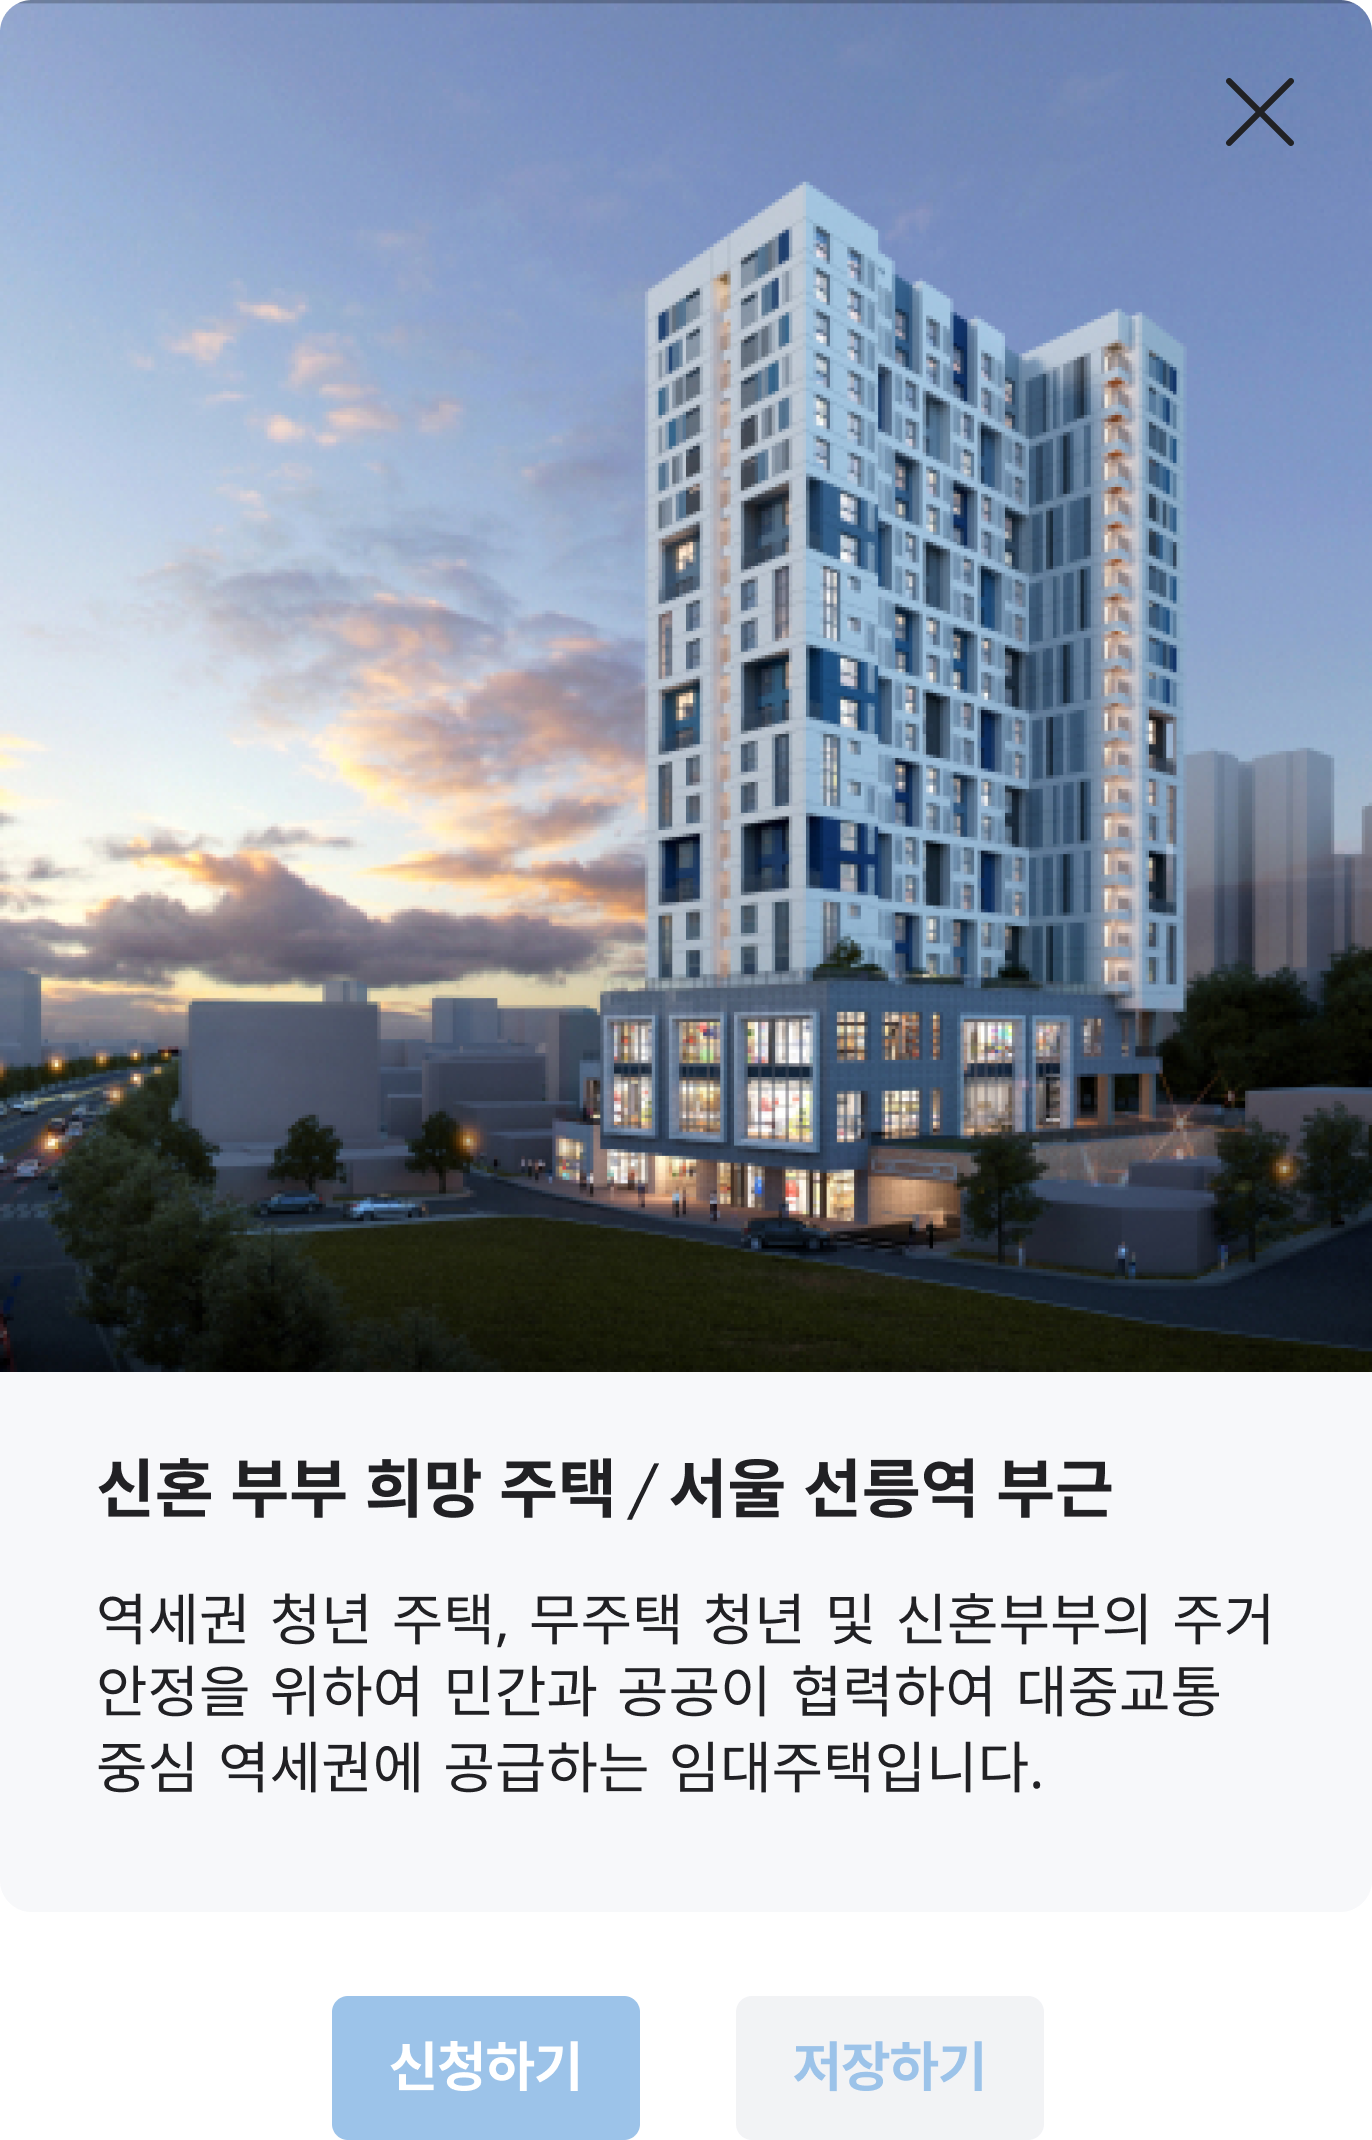 신혼 부부 희망 주택 / 서울 선릉역 부근
역세권 청년 주택, 무주택 청년 및 신혼부부의 주거
안정을 위하여 민간과 공공이 협력하여 대중교통
중심 역세권에 공급하는 임대주택입니다.
신청하기
저장하기